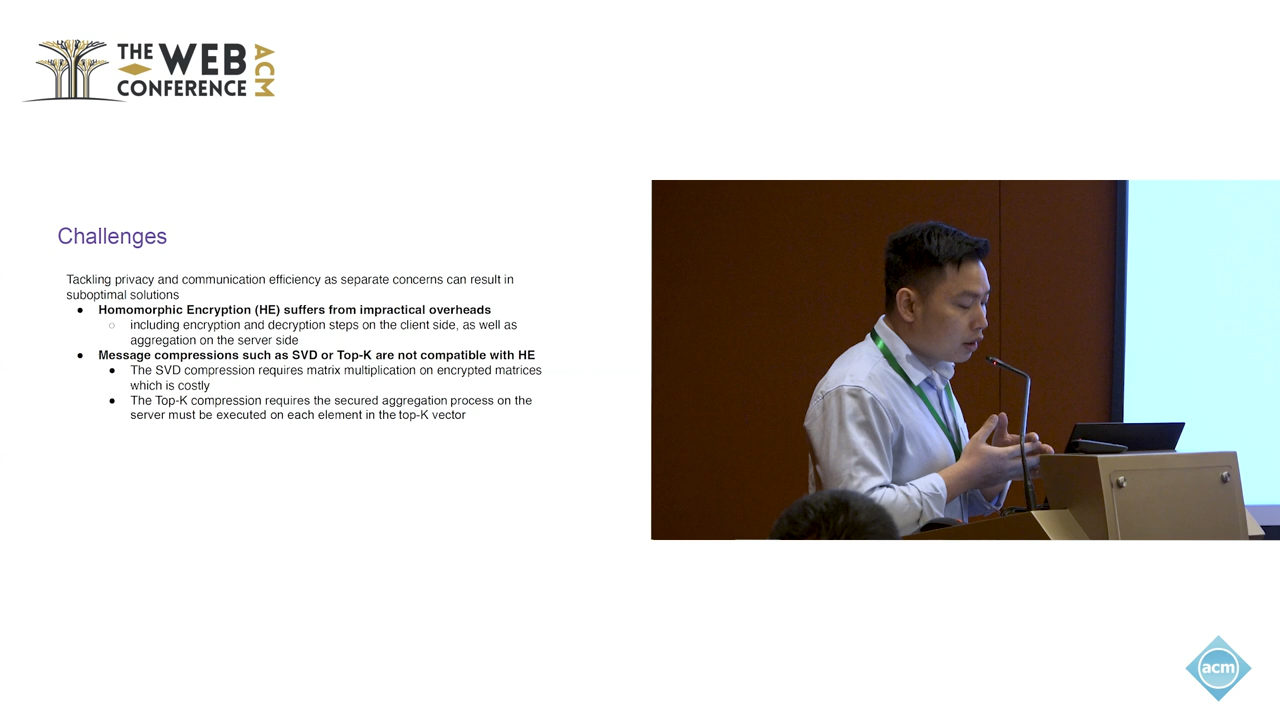 THE WEB
CONFERENCE
ACM
Challenges
Tackling privacy and communication efficiency as separate concerns can result in
suboptimal solutions
● Homomorphic Encryption (HE) suffers from impractical overheads
○ including encryption and decryption steps on the client side, as well as
aggregation on the server side
● Message compressions such as SVD or Top-K are not compatible with HE
● The SVD compression requires matrix multiplication on encrypted matrices
which is costly
● The Top-K compression requires the secured aggregation process on the
server must be executed on each element in the top-K vector
acm